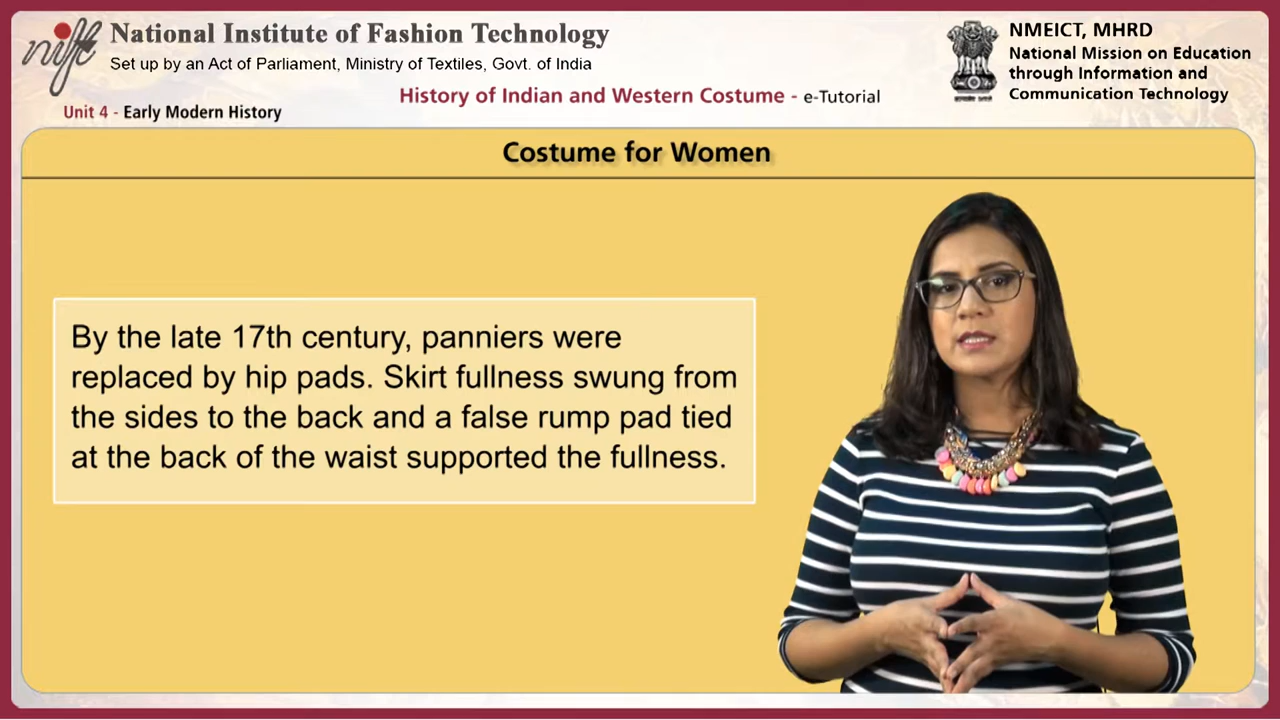 nift
National Institute of Fashion Technology
Set up by an Act of Parliament, Ministry of Textiles, Govt. of India
NMEICT, MHRD
National Mission on Education
through Information and
Communication Technology
History of Indian and Western Costume - e-Tutorial
Unit 4 - Early Modern History
Costume for Women
By the late 17th century, panniers were
replaced by hip pads. Skirt fullness swung from
the sides to the back and a false rump pad tied
at the back of the waist supported the fullness.